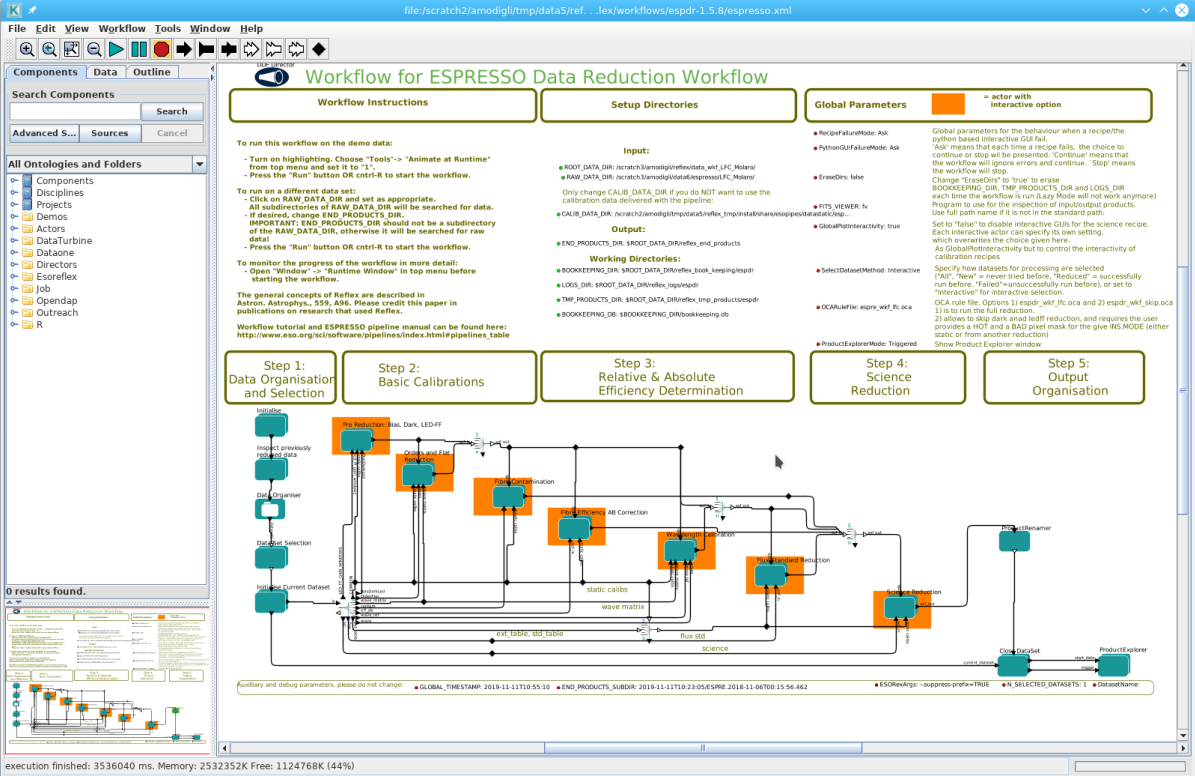 file:/scratch2/amodigli/tmp/data5/ref. . .lex/workflows/espdr-1.5.8/espresso.xml
File Edit View Workflow Tools Window Help
Components Data Outline
Search Components
Search
Advanced S... Sources Cancel
All Ontologies and Folders
Components
Disciplines
Projects
Demos
Actors
DataTurbine
Dataone
Directors
Esoreflex
Job
Opendap
Outreach
R
0 results found.
DDF Director
Workflow for ESPRESSO Data Reduction Workflow
Workflow Instructions
To run this workflow on the demo data:
- Turn on highlighting. Choose "Tools"-> "Animate at Runtime"
from top menu and set it to "1".
- Press the "Run" button OR cntrl-R to start the workflow.
To run on a different data set:
- Click on RAW_DATA_DIR and set as appropriate.
All subdirectories of RAW_DATA_DIR will be searched for data.
- If desired, change END_PRODUCTS_DIR.
IMPORTANT: END_PRODUCTS_DIR should not be a subdirectory
of the RAW_DATA_DIR, otherwise it will be searched for raw
data!
- Press the "Run" button OR cntrl-R to start the workflow.
To monitor the progress of the workflow in more detail:
- Open "Window" -> "Runtime Window" in top menu before
starting the workflow.
The general concepts of Reflex are described in
Astron. Astrophys., 559, A96. Please credit this paper in
publications on research that used Reflex.
Workflow tutorial and ESPRESSO pipeline manual can be found here:
http://www.eso.org/sci/software/pipelines/index.html#pipelines_table
Setup Directories
Input:
ROOT_DATA_DIR: /scratch3/amodigli/reflex/data_wkf_LFC_Molaro/
RAW_DATA_DIR: /scratch3/amodigli/data6/espresso/LFC_Molaro/
Only change CALIB_DATA_DIR if you do NOT want to use the
calibration data delivered with the pipeline.
CALIB_DATA_DIR: /scratch2/amodigli/tmp/data5/reflex_tmp/install/share/esopipes/datastatic/esp...
Output:
END_PRODUCTS_DIR: $ROOT_DATA_DIR/reflex_end_products
Working Directories:
BOOKKEEPING_DIR: $ROOT_DATA_DIR/reflex_book_keeping/espdr
LOGS_DIR: $ROOT_DATA_DIR/reflex_logs/espdr
TMP_PRODUCTS_DIR: $ROOT_DATA_DIR/reflex_tmp_products/espdr
BOOKKEEPING_DB: $BOOKKEEPING_DIR/bookkeeping.db
Global Parameters
= actor with
interactive option
RecipeFailureMode: Ask
PythonGUIFailureMode: Ask
EraseDirs: false
FITS_VIEWER: fv
GlobalPlotInteractivity: true
SelectDatasetMethod: Interactive
OCARuleFile: espre_wkf_lfc.oca
ProductExplorerMode: Triggered
Global parameters for the behaviour when a recipe/the
python based interactive GUI fail.
'Ask' means that each time a recipe fails, the choice to
continue or stop wil be presented. 'Continue' means that
the workflow will ignore errors and continue. `Stop' means
the workflow will stop.
Change "EraseDirs" to 'true' to erase
BOOKKEEPING_DIR, TMP_PRODUCTS_DIR and LOGS_DIR
each time the workflow is run (Lazy Mode will not work anymore)
Program to use for the inspection of input/ouput products.
Use full path name if it is not in the standard path.
Set to "false" to disable interactive GUIs for the science recipe.
Each interactive actor can specify its own setting,
which overwrites the choice given here.
As GlobalPlotInteractivity but to control the interactivity of
calibration recipes
Specify how datasets for processing are selected
("All", "New" = never tried before, "Reduced" = successfully
run before. "Failed"=unsuccessfully run before), or set to
"Interactive" for interactive selection.
OCA rule file. Options 1) espdr_wkf_lfc.oca and 2) espdr_wkf_skip.oca
1) is to run the full reduction.
2) allows to skip dark anad ledff reduction, and requires the user
provides a HOT and a BAD pixel mask for the give INS.MODE (either
static or from another reduction)
Show Product Explorer window
Step 1:
Data Organisation
and Selection
Step 2:
Basic Calibrations
Step 3:
Relative & Absolute
Efficiency Determination
Step 4:
Science
Reduction
Step 5:
Output
Organisation
Initialise
Inspect previously
reduced data
Data Organiser
DataSet Selection
Initialise Current Dataset
Pre Reduction: Bias, Dark, LED-FF
Orders and Flat
Reduction
Fibre Contamination
Fibre Efficiency AB Correction
Wavelength Calibration
Flux Standard Reduction
Science Reduction
ProductRenamer
Close DataSet
ProductExplorer
static calibs
wave matrix
ext_table, std_table
flux std
science
current_dataset
start_data
trigger
Auxilliary and debug parameters, please do not change:
GLOBAL_TIMESTAMP: 2019-11-11T10:55:10
END_PRODUCTS_SUBDIR: 2019-11-11T10:23:05/ESPRE.2018-11-06T00:15:56.462
ESORexArgs: --suppress-prefix=TRUE
N_SELECTED_DATASETS: 1
DatasetName:
execution finished: 3536040 ms. Memory: 2532352K Free: 1124768K (44%)